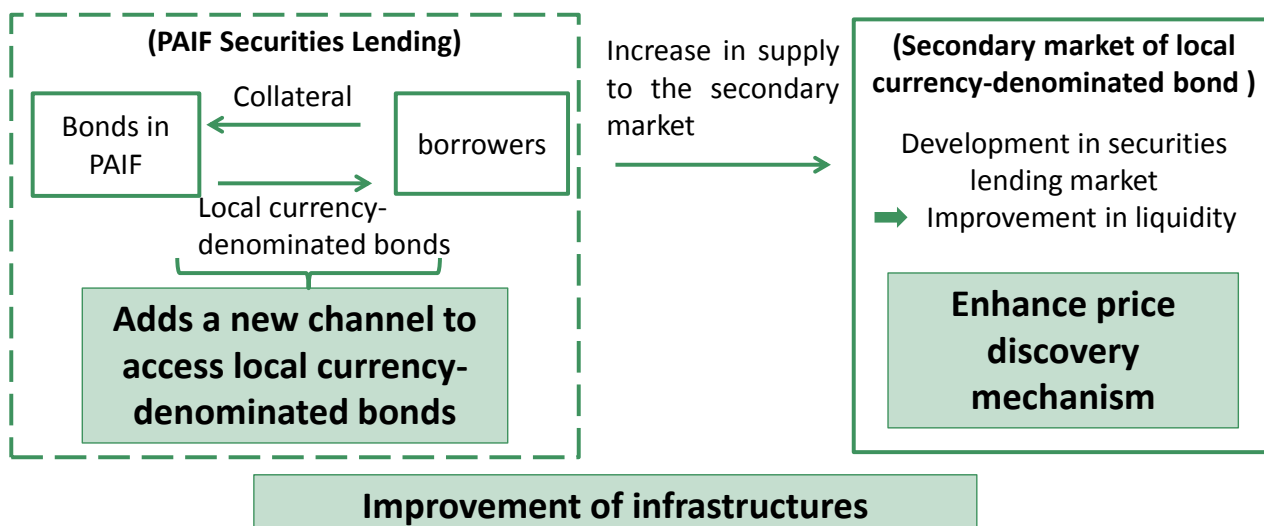 (PAIF Securities Lending)
Collateral
Bonds in
PAIF
borrowers
Local currency-
denominated bonds
Adds a new channel to
access local currency-
denominated bonds
Increase in supply
to the secondary
market
(Secondary market of local
currency-denominated bond )
Development in securities
lending market
Improvement in liquidity
Enhance price
discovery
mechanism
Improvement of infrastructures